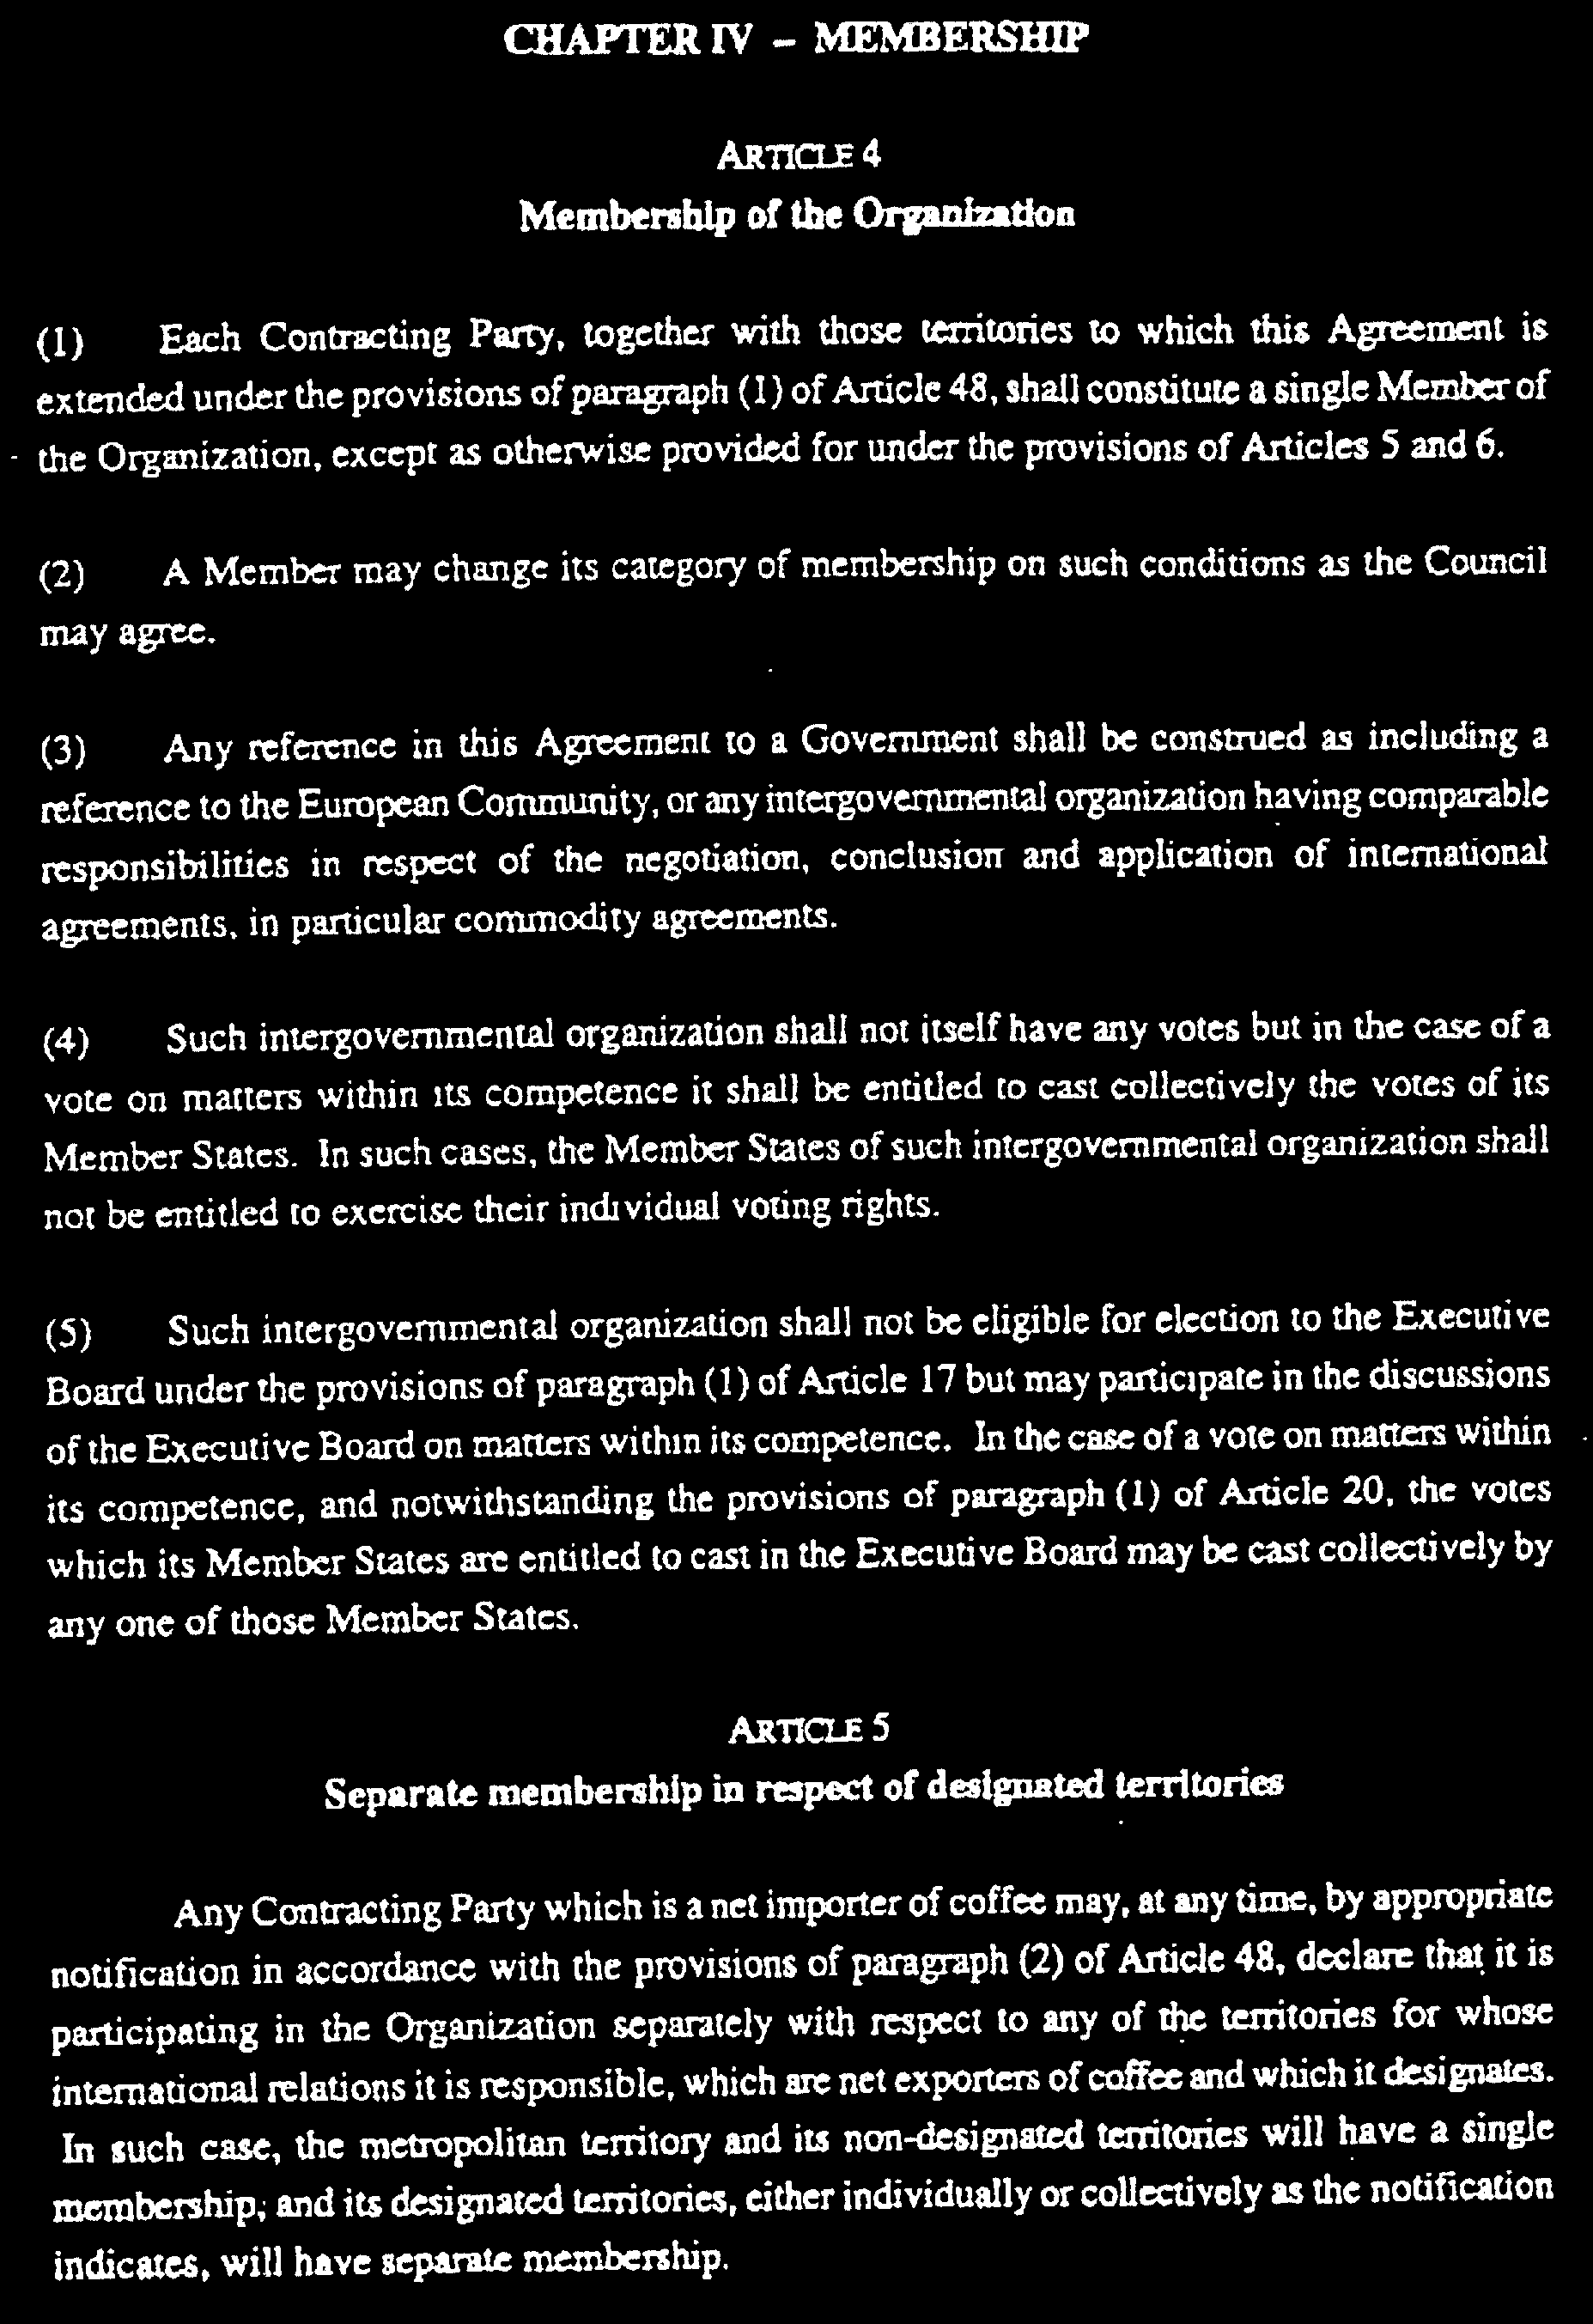 CHAPTER IV – MEMBERSHIP
ARTICLE 4
Membership of the Organization
(1) Each Contracting Party, together with those territories to which this Agreement is
extended under the provisions of paragraph (1) of Article 48, shall constitute a single Member of
the Organization, except as otherwise provided for under the provisions of Articles 5 and 6.
(2) A Member may change its category of membership on such conditions as the Council
may agree.
(3) Any reference in this Agreement to a Government shall be construed as including a
reference to the European Community, or any intergovernmental organization having comparable
responsibilities in respect of the negotiation, conclusion and application of international
agreements, in particular commodity agreements.
(4) Such intergovernmental organization shall not itself have any votes but in the case of a
vote on matters within its competence it shall be entitled to cast collectively the votes of its
Member States. In such cases, the Member States of such intergovernmental organization shall
not be entitled to exercise their individual voting rights.
(5) Such intergovernmental organization shall not be eligible for election to the Executive
Board under the provisions of paragraph (1) of Article 17 but may participate in the discussions
of the Executive Board on matters within its competence. In the case of a vote on matters within
its competence, and notwithstanding the provisions of paragraph (1) of Article 20, the votes
which its Member States are entitled to cast in the Executive Board may be cast collectively by
any one of those Member States.
ARTICLE 5
Separate membership in respect of designated territories
Any Contracting Party which is a net importer of coffee may, at any time, by appropriate
notification in accordance with the provisions of paragraph (2) of Article 48, declare that it is
participating in the Organization separately with respect to any of the territories for whose
international relations it is responsible, which are net exporters of coffee and which it designates.
In such case, the metropolitan territory and its non-designated territories will have a single
membership, and its designated territories, either individually or collectively as the notification
indicates, will have separate membership.